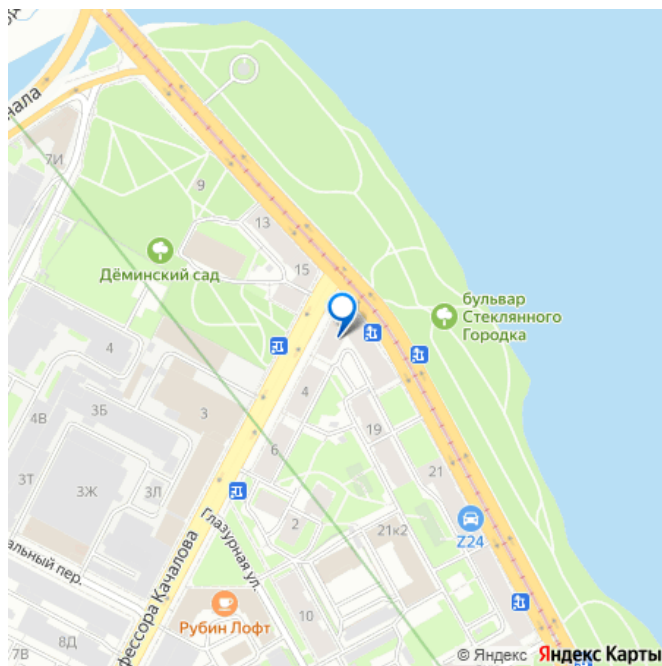 нала
7И
9
13
15
Дёминский сад
бульвар
Стеклянного
Городка
4
4
3Б
3
4В
3Т
3Ж
3Л
6
19
21
2
21к2
Z24
Глазурная ул.
альный пер.
фессора Качалова
Рубин Лофт
10
7В
8Д
© Яндекс Яндекс Карты